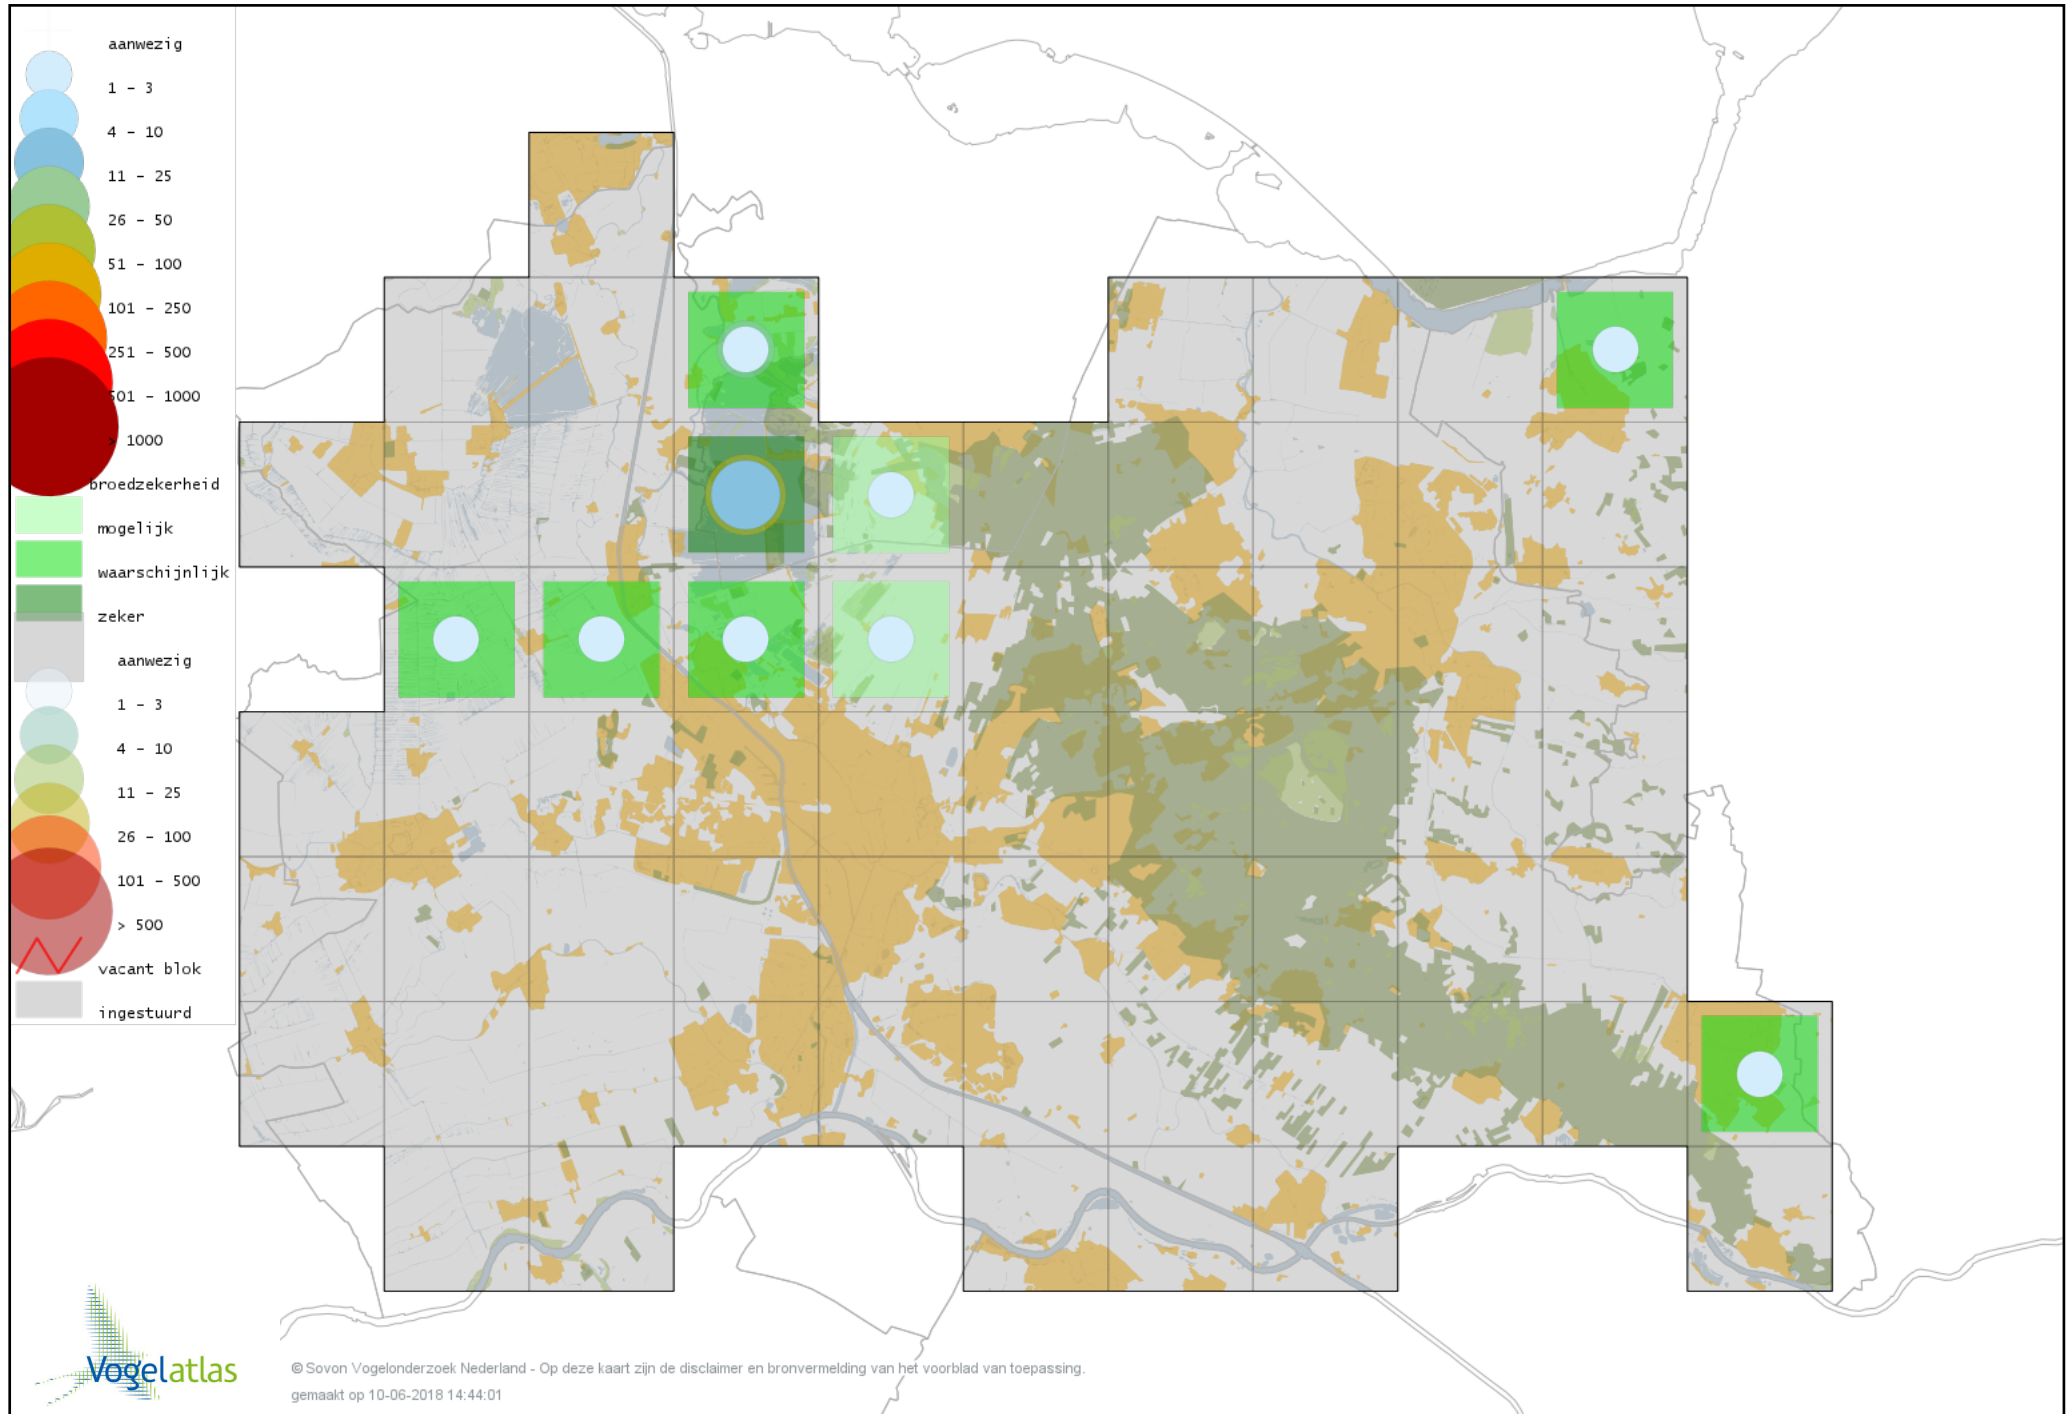 aanwezig
1 - 3
4 - 10
11 - 25
26 - 50
51 - 100
101 - 250
251 - 500
501 - 1000
> 1000
broedzekerheid
mogelijk
waarschijnlijk
zeker
aanwezig
1 - 3
4 - 10
11 - 25
26 - 100
101 - 500
> 500
vacant blok
ingestuurd
Vogelatlas
© Sovon Vogelonderzoek Nederland - Op deze kaart zijn de disclaimer en bronvermelding van het voorblad van toepassing.
gemaakt op 10-06-2018 14:44:01